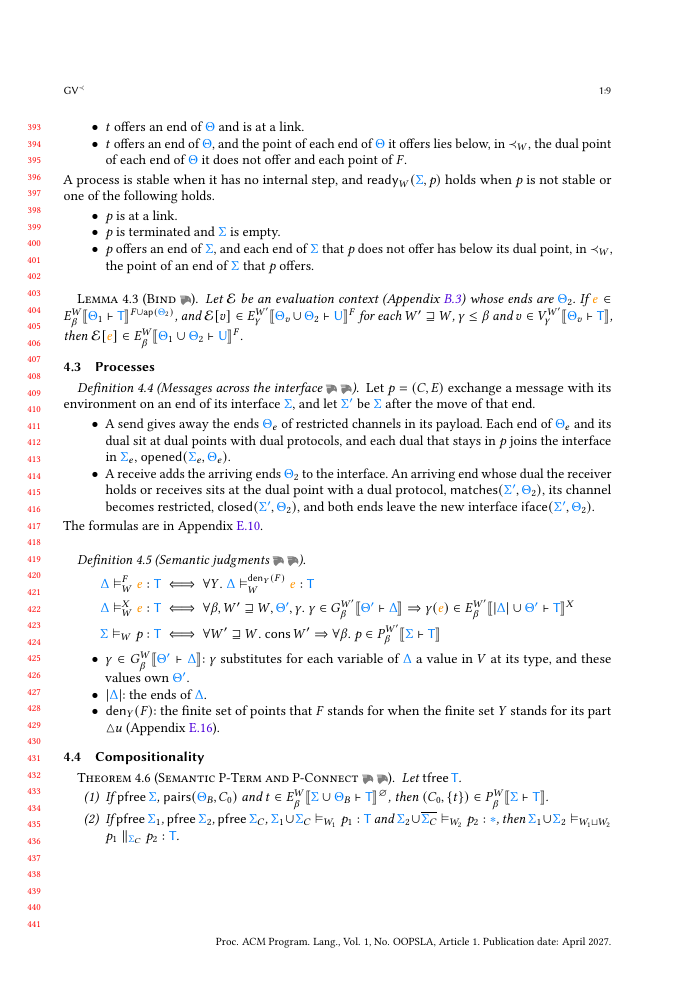 GV≺ 1:9
393 • t offers an end of Θ and is at a link.
394 • t offers an end of Θ, and the point of each end of Θ it offers lies below, in ≺_W, the dual point
395 of each end of Θ it does not offer and each point of F.
396 A process is stable when it has no internal step, and ready_W(Σ, p) holds when p is not stable or
397 one of the following holds.
398 • p is at a link.
399 • p is terminated and Σ is empty.
400 • p offers an end of Σ, and each end of Σ that p does not offer has below its dual point, in ≺_W,
401 the point of an end of Σ that p offers.
402
403 Lemma 4.3 (Bind). Let ℰ be an evaluation context (Appendix B.3) whose ends are Θ₂. If e ∈
404 E_β^W⟦Θ₁ ⊢ T⟧^{F∪ap(Θ₂)}, and ℰ[v] ∈ E_γ^{W′}⟦Θ_v ∪ Θ₂ ⊢ U⟧^F for each W′ ⊒ W, γ ≤ β and v ∈ V_γ^{W′}⟦Θ_v ⊢ T⟧,
405
406 then ℰ[e] ∈ E_β^W⟦Θ₁ ∪ Θ₂ ⊢ U⟧^F.
407
408 4.3 Processes
409 Definition 4.4 (Messages across the interface). Let p = (C, E) exchange a message with its
410 environment on an end of its interface Σ, and let Σ′ be Σ after the move of that end.
411 • A send gives away the ends Θ_e of restricted channels in its payload. Each end of Θ_e and its
412 dual sit at dual points with dual protocols, and each dual that stays in p joins the interface
413 in Σ_e, opened(Σ_e, Θ_e).
414 • A receive adds the arriving ends Θ₂ to the interface. An arriving end whose dual the receiver
415 holds or receives sits at the dual point with a dual protocol, matches(Σ′, Θ₂), its channel
416 becomes restricted, closed(Σ′, Θ₂), and both ends leave the new interface iface(Σ′, Θ₂).
417 The formulas are in Appendix E.10.
418
419 Definition 4.5 (Semantic judgments).
420 Δ ⊨_W^F e : T ⟺ ∀Y. Δ ⊨_W^{den_Y(F)} e : T
421
422 Δ ⊨_W^X e : T ⟺ ∀β, W′ ⊒ W, Θ′, γ. γ ∈ G_β^{W′}⟦Θ′ ⊢ Δ⟧ ⇒ γ(e) ∈ E_β^{W′}⟦|Δ| ∪ Θ′ ⊢ T⟧^X
423
424 Σ ⊨_W p : T ⟺ ∀W′ ⊒ W. cons W′ ⇒ ∀β. p ∈ P_β^{W′}⟦Σ ⊢ T⟧
425 • γ ∈ G_β^W⟦Θ′ ⊢ Δ⟧: γ substitutes for each variable of Δ a value in V at its type, and these
426 values own Θ′.
427 • |Δ|: the ends of Δ.
428 • den_Y(F): the finite set of points that F stands for when the finite set Y stands for its part
429 △u (Appendix E.16).
430
431 4.4 Compositionality
432 Theorem 4.6 (Semantic P-Term and P-Connect). Let tfree T.
433 (1) If pfree Σ, pairs(Θ_B, C₀) and t ∈ E_β^W⟦Σ ∪ Θ_B ⊢ T⟧^∅, then (C₀, {t}) ∈ P_β^W⟦Σ ⊢ T⟧.
434
435 (2) If pfree Σ₁, pfree Σ₂, pfree Σ_C, Σ₁∪Σ_C ⊨_{W₁} p₁ : T and Σ₂∪Σ̅_C̅ ⊨_{W₂} p₂ : ∗, then Σ₁∪Σ₂ ⊨_{W₁⊔W₂}
436 p₁ ∥_{Σ_C} p₂ : T.
437
438
439
440
441
Proc. ACM Program. Lang., Vol. 1, No. OOPSLA, Article 1. Publication date: April 2027.